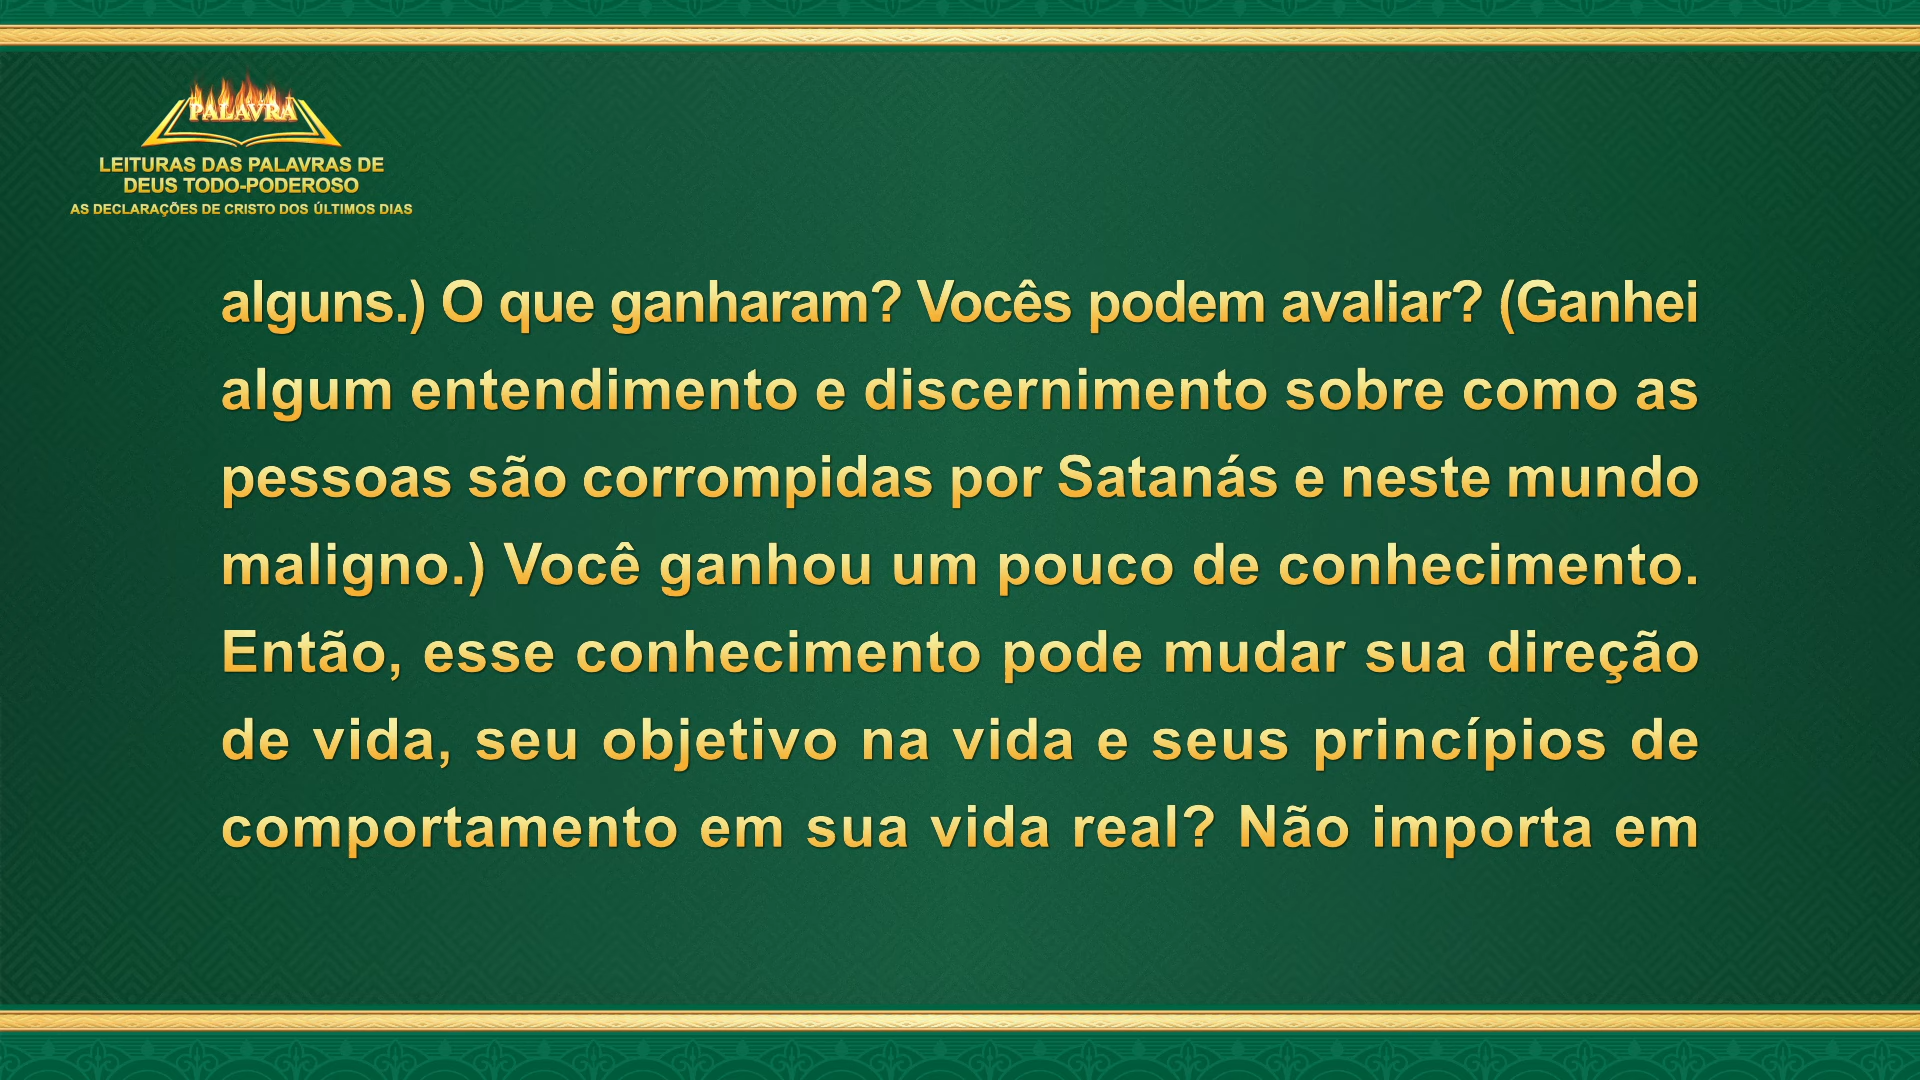 PALAVRA
LEITURAS DAS PALAVRAS DE
DEUS TODO-PODEROSO
AS DECLARAÇÕES DE CRISTO DOS ÚLTIMOS DIAS
alguns.) O que ganharam? Vocês podem avaliar? (Ganhei
algum entendimento e discernimento sobre como as
pessoas são corrompidas por Satanás e neste mundo
maligno.) Você ganhou um pouco de conhecimento.
Então, esse conhecimento pode mudar sua direção
de vida, seu objetivo na vida e seus princípios de
comportamento em sua vida real? Não importa em